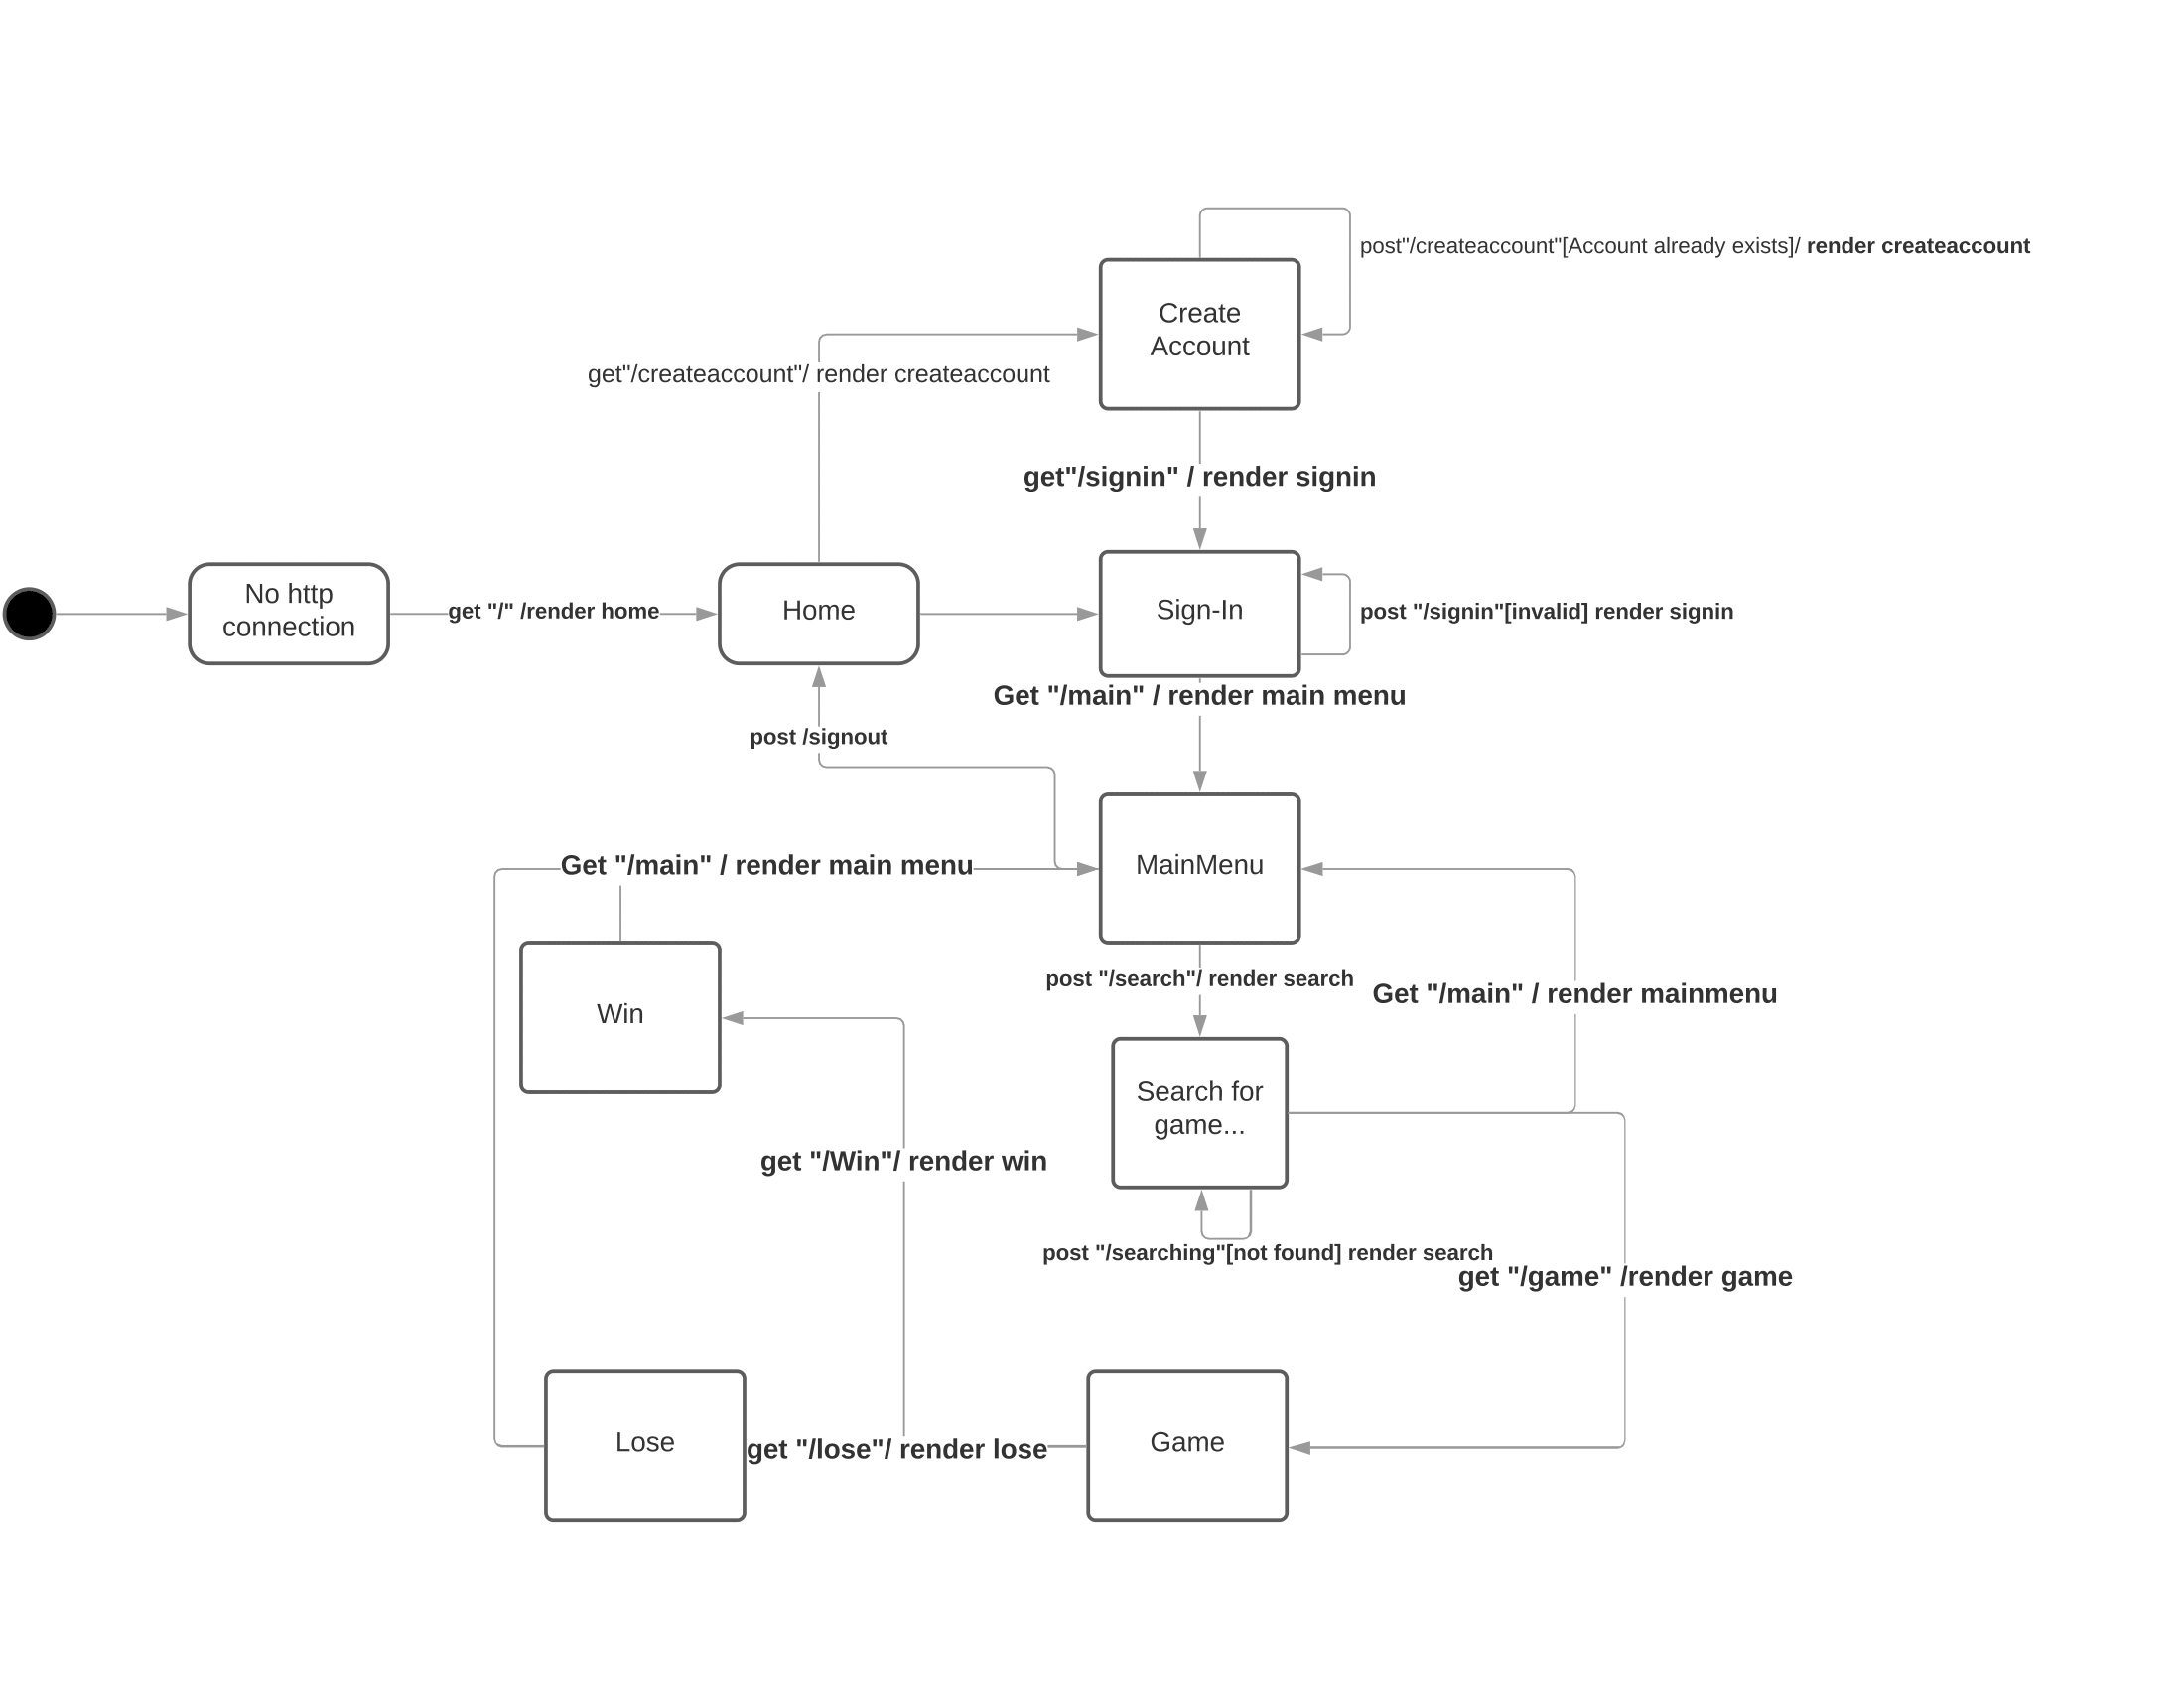 post"/createaccount"[Account already exists]/ render createaccount
Create
Account
get"/createaccount"/ render createaccount
get"/signin" / render signin
No http
connection
get "/" /render home
Home
Sign-In
post "/signin"[invalid] render signin
Get "/main" / render main menu
post /signout
Get "/main" / render main menu
MainMenu
post "/search"/ render search
Get "/main" / render mainmenu
Win
Search for
game...
get "/Win"/ render win
post "/searching"[not found] render search
get "/game" /render game
Lose
get "/lose"/ render lose
Game